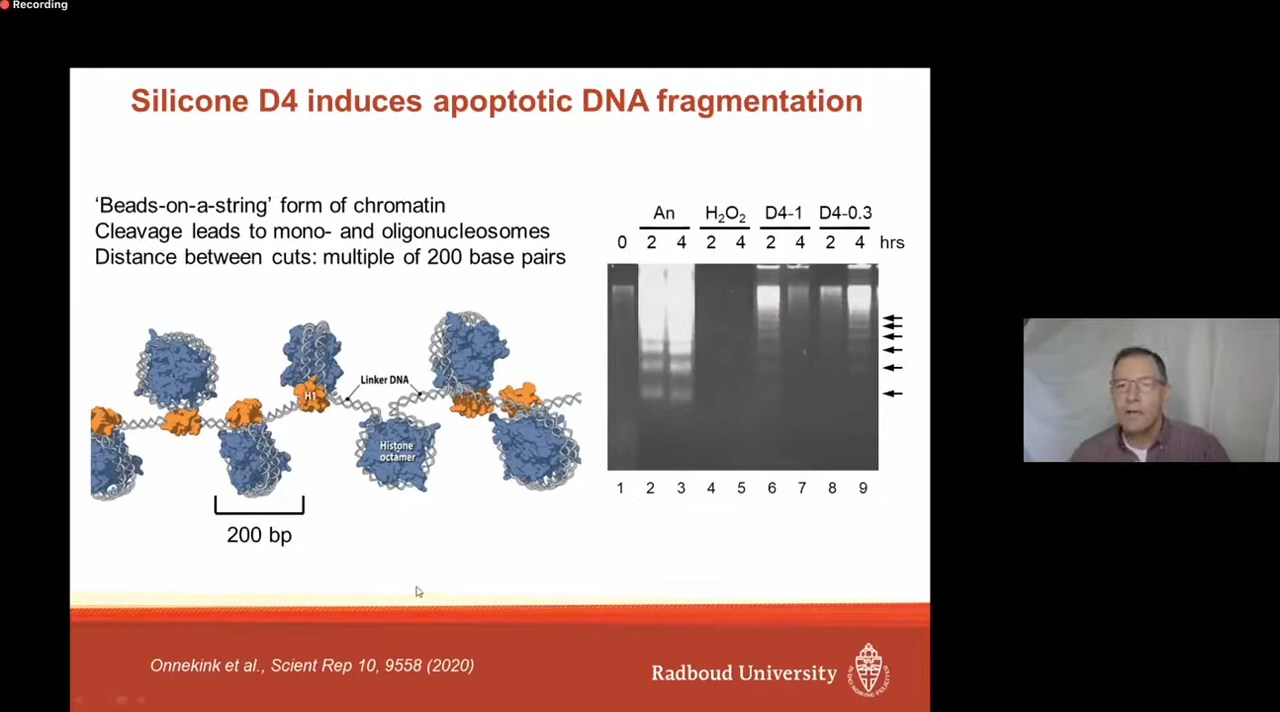 Recording
Silicone D4 induces apoptotic DNA fragmentation
‘Beads-on-a-string’ form of chromatin
Cleavage leads to mono- and oligonucleosomes
Distance between cuts: multiple of 200 base pairs
Linker DNA
H1
Histone
octamer
200 bp
An H₂O₂ D4-1 D4-0.3
0 2 4 2 4 2 4 2 4 hrs
1 2 3 4 5 6 7 8 9
Onnekink et al., Scient Rep 10, 9558 (2020)
Radboud University